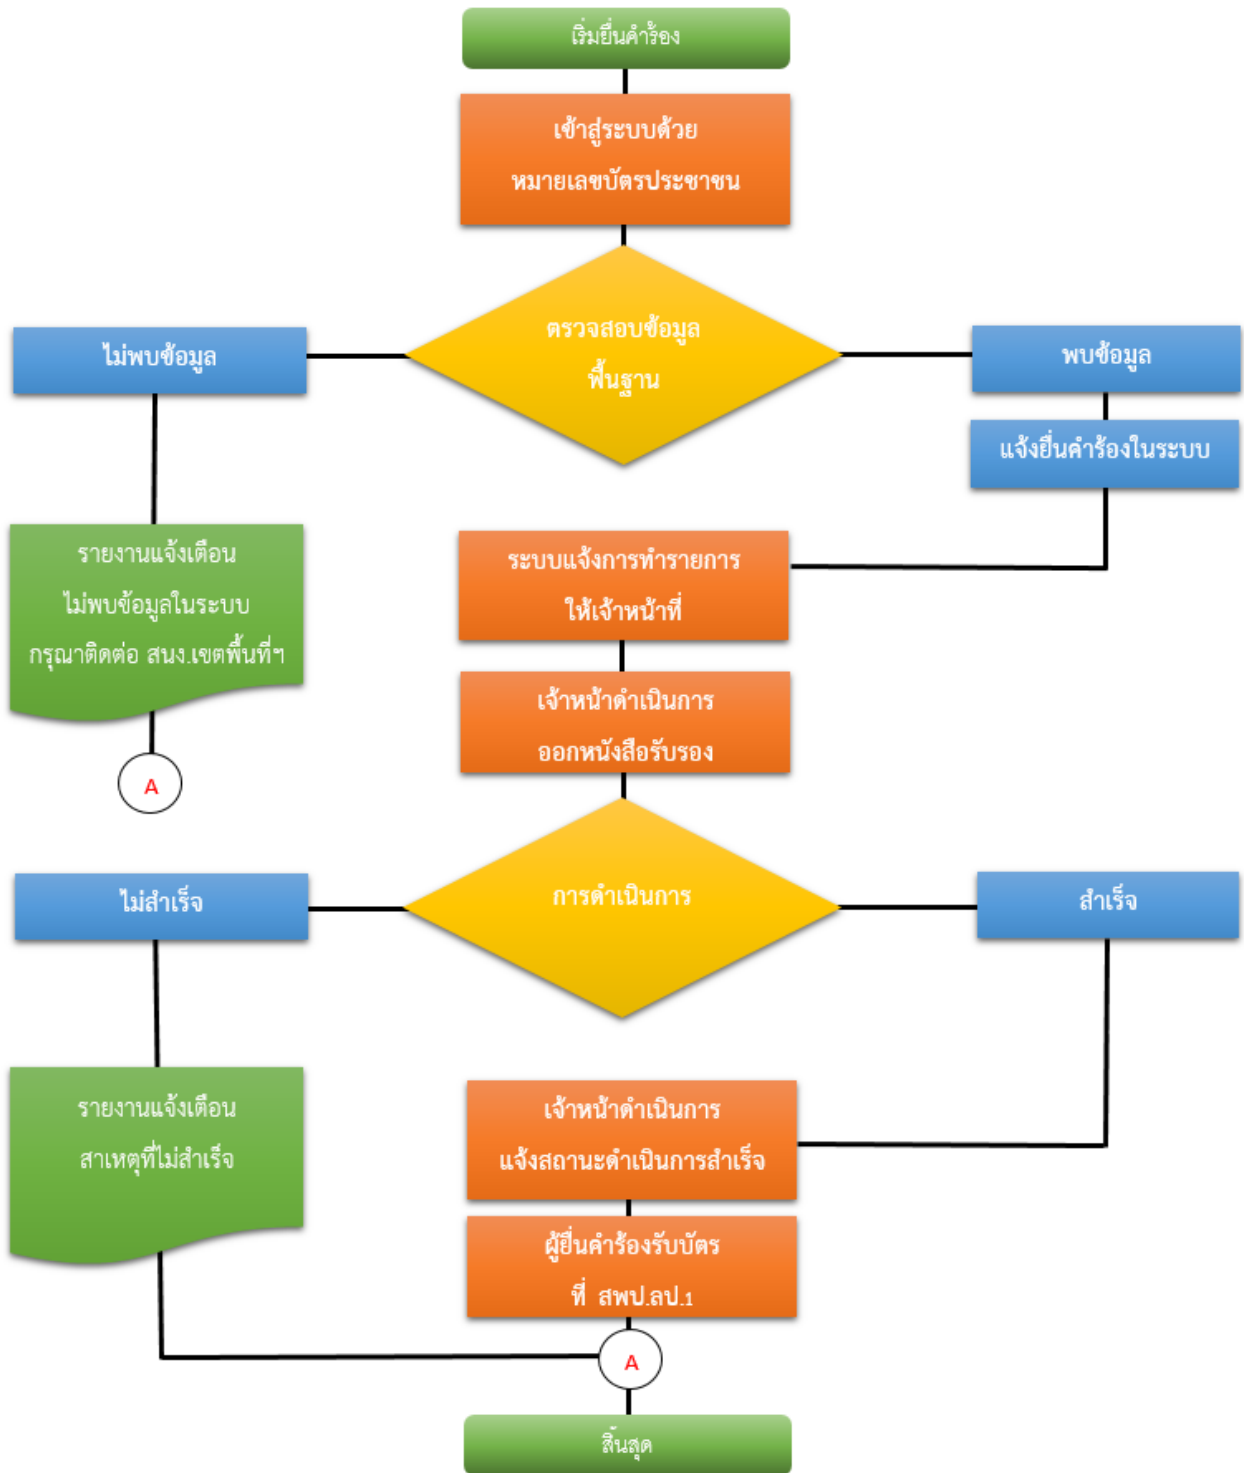 เริ่มยื่นคำร้อง
เข้าสู่ระบบด้วย
หมายเลขบัตรประชาชน
ตรวจสอบข้อมูล
พื้นฐาน
ไม่พบข้อมูล
พบข้อมูล
แจ้งยื่นคำร้องในระบบ
รายงานแจ้งเตือน
ไม่พบข้อมูลในระบบ
กรุณาติดต่อ สนง.เขตพื้นที่ฯ
A
ระบบแจ้งการทำรายการ
ให้เจ้าหน้าที่
เจ้าหน้าดำเนินการ
ออกหนังสือรับรอง
การดำเนินการ
ไม่สำเร็จ
สำเร็จ
รายงานแจ้งเตือน
สาเหตุที่ไม่สำเร็จ
เจ้าหน้าดำเนินการ
แจ้งสถานะดำเนินการสำเร็จ
ผู้ยื่นคำร้องรับบัตร
ที่ สพป.ลป.1
A
สิ้นสุด